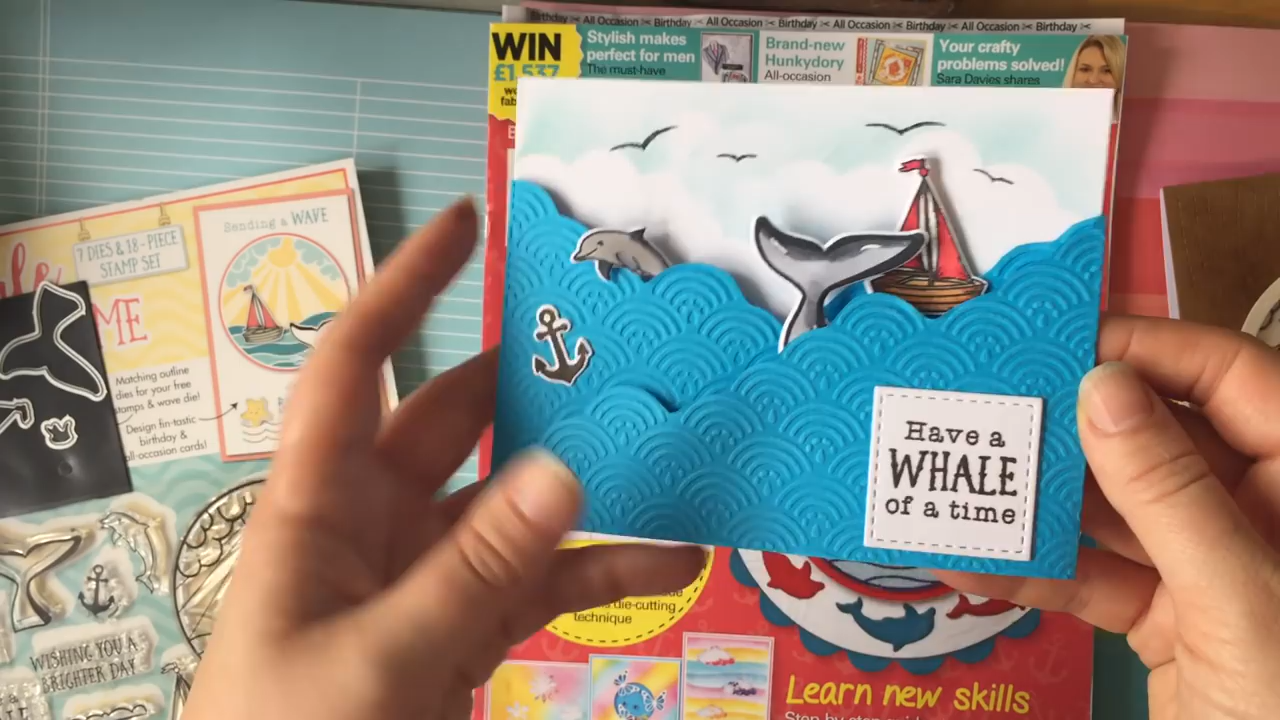 Birthday All Occasion Birthday All Occasion Birthday All Occasion Birthday
WIN
£1,537
Stylish makes
perfect for men
The must-have
Brand-new
Hunkydory
All-occasion
Your crafty
problems solved!
Sara Davies shares
Sending a WAVE
7 DIES & 18-PIECE
STAMP SET
ME
Matching outline
dies for your free
stamps & wave die!
Design fin-tastic
birthday &
all-occasion cards!
Have a
WHALE
of a time
WISHING YOU A
BRIGHTER DAY
die-cutting
technique
Learn new skills